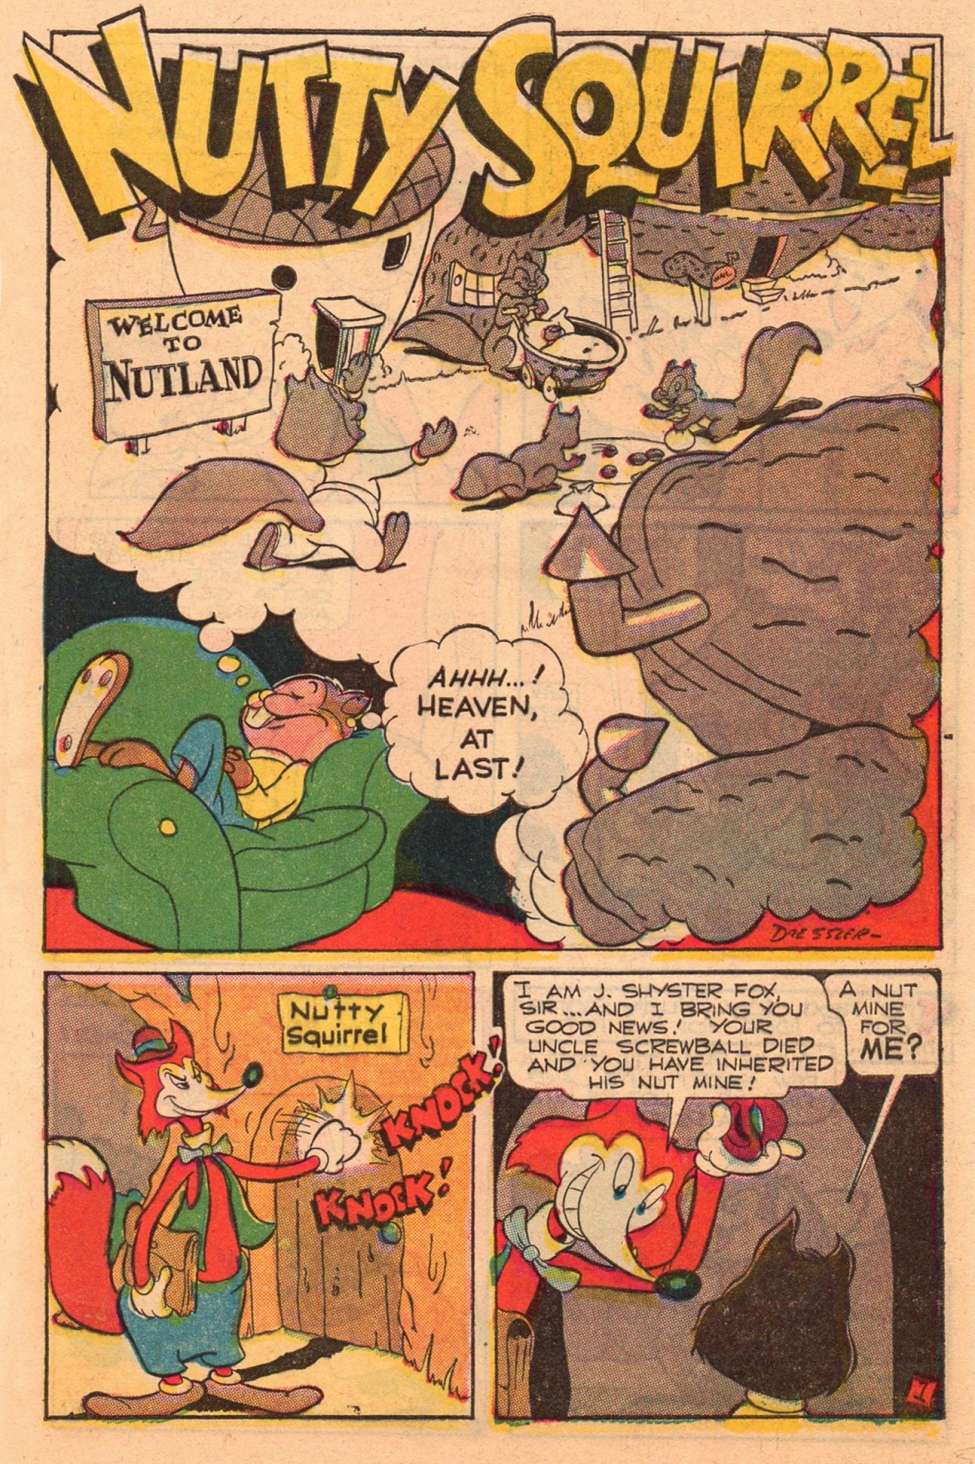 NUTTY SQUIRREL
WELCOME
TO
NUTLAND
AHHH...!
HEAVEN,
AT
LAST!
DRESSLER
Nutty
Squirrel
KNOCK!
KNOCK!
I AM J. SHYSTER FOX,
SIR...AND I BRING YOU
GOOD NEWS! YOUR
UNCLE SCREWBALL DIED
AND YOU HAVE INHERITED
HIS NUT MINE!
A NUT
MINE
FOR
ME?